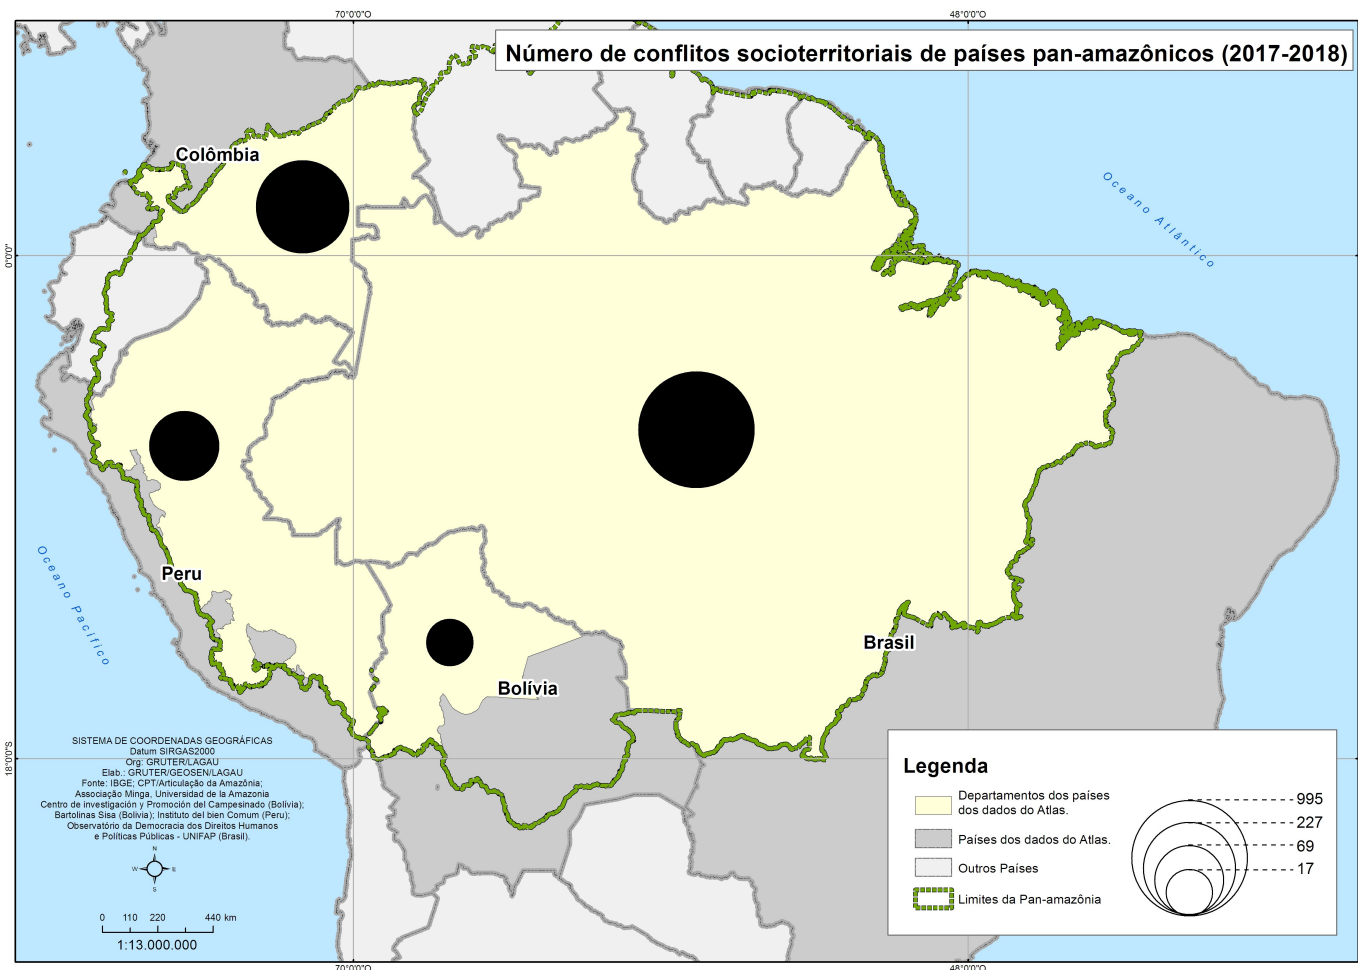 70°0'0"O
48°0'0"O
Número de conflitos socioterritoriais de países pan-amazônicos (2017-2018)
Colômbia
Oceano Atlântico
0°0'0"
Oceano Pacífico
Peru
Brasil
Bolívia
18°0'0"S
SISTEMA DE COORDENADAS GEOGRÁFICAS
Datum SIRGAS2000
Org: GRUTER/LAGAU
Elab.: GRUTER/GEOSEN/LAGAU
Fonte: IBGE; CPT/Articulação da Amazônia;
Associação Minga, Universidad de la Amazonia
Centro de investigación y Promoción del Campesinado (Bolívia);
Bartolinas Sisa (Bolivia); Instituto del bien Comum (Peru);
Observatório da Democracia dos Direitos Humanos
e Políticas Públicas - UNIFAP (Brasil).
N
W
E
S
0 110 220 440 km
1:13.000.000
Legenda
Departamentos dos países
dos dados do Atlas.
Países dos dados do Atlas.
Outros Países
Limites da Pan-amazônia
995
227
69
17
70°0'0"O
48°0'0"O